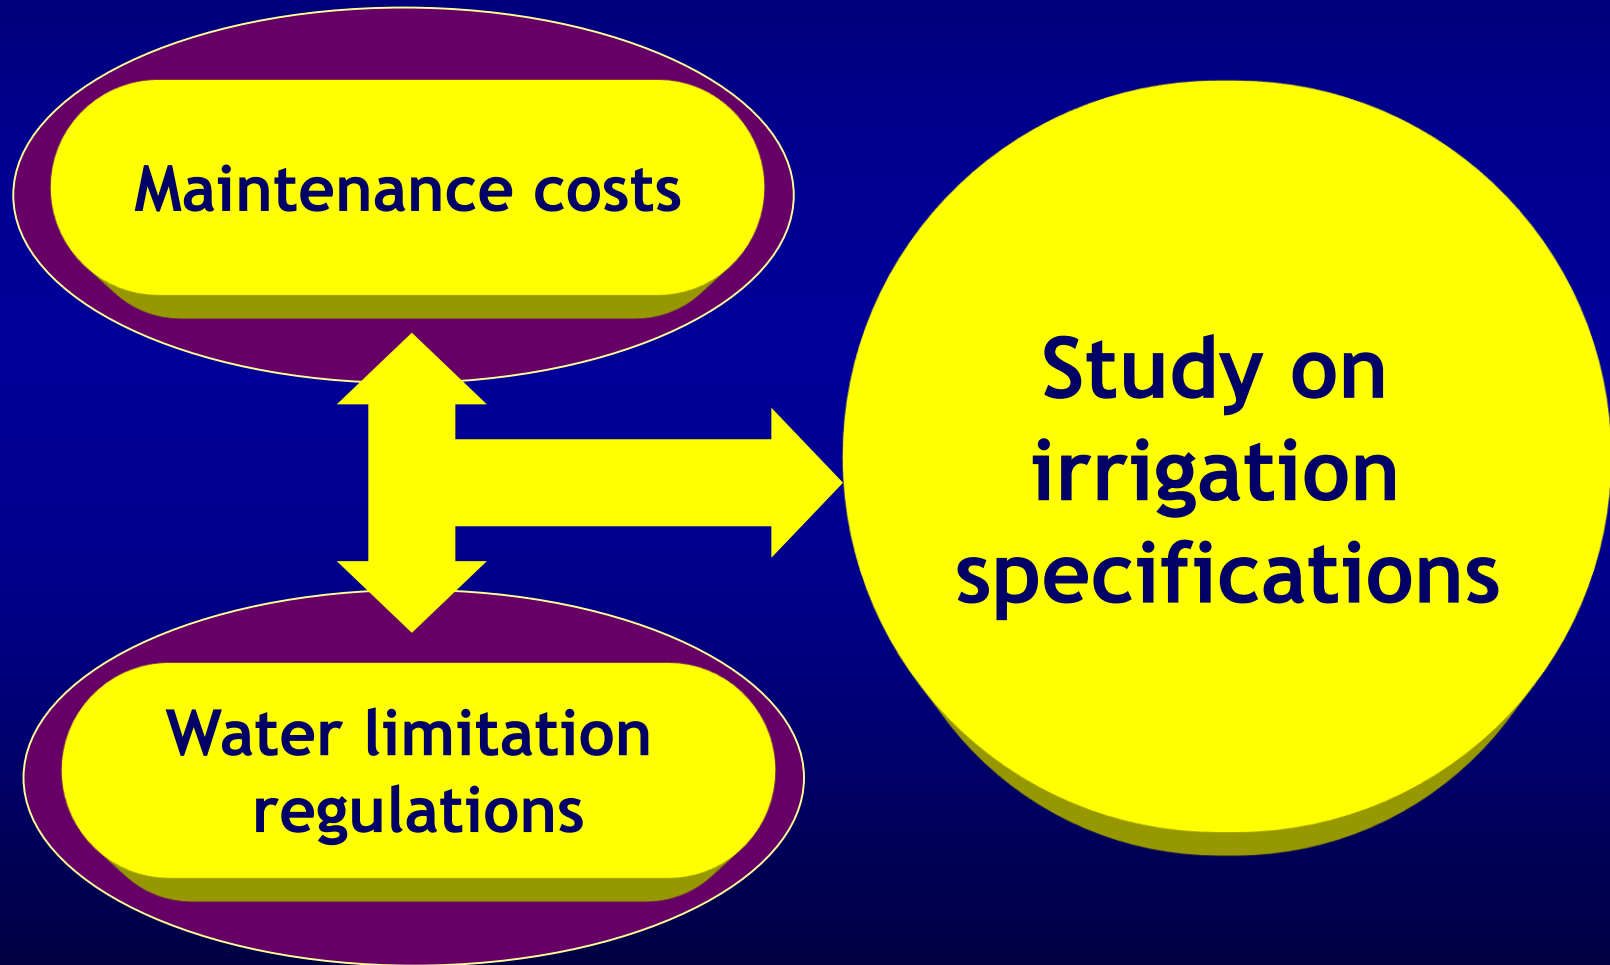 Maintenance costs
Water limitation
regulations
Study on
irrigation
specifications